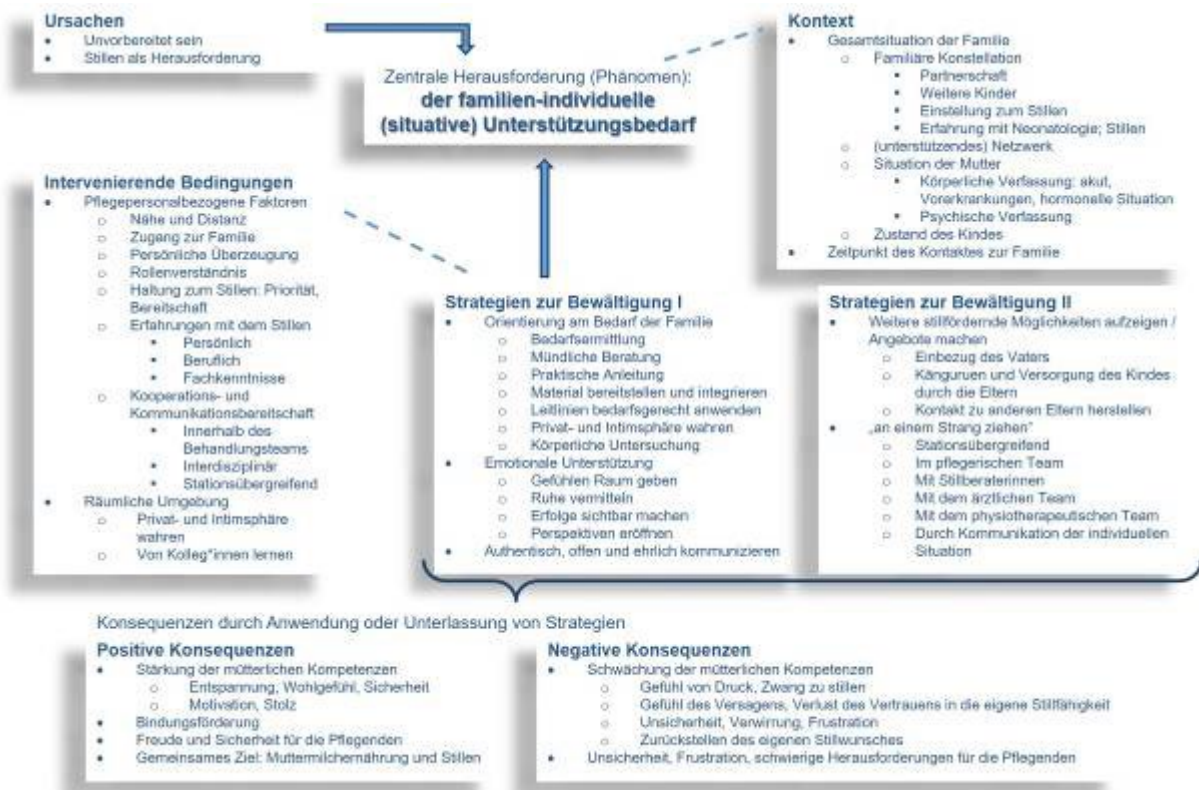 Ursachen
• Unvorbereitet sein
• Stillen als Herausforderung
Zentrale Herausforderung (Phänomen):
der familien-individuelle
(situative) Unterstützungsbedarf
Kontext
• Gesamtsituation der Familie
o Familiäre Konstellation
▪ Partnerschaft
▪ Weitere Kinder
▪ Einstellung zum Stillen
▪ Erfahrung mit Neonatologie; Stillen
o (unterstützendes) Netzwerk
o Situation der Mutter
▪ Körperliche Verfassung: akut,
Vorerkrankungen, hormonelle Situation
▪ Psychische Verfassung
o Zustand des Kindes
• Zeitpunkt des Kontaktes zur Familie
Intervenierende Bedingungen
• Pflegepersonalbezogene Faktoren
o Nähe und Distanz
o Zugang zur Familie
o Persönliche Überzeugung
o Rollenverständnis
o Haltung zum Stillen: Priorität,
Bereitschaft
o Erfahrungen mit dem Stillen
▪ Persönlich
▪ Beruflich
▪ Fachkenntnisse
o Kooperations- und
Kommunikationsbereitschaft
▪ Innerhalb des
Behandlungsteams
▪ Interdisziplinär
▪ Stationsübergreifend
• Räumliche Umgebung
o Privat- und Intimsphäre
wahren
o Von Kolleg*innen lernen
Strategien zur Bewältigung I
• Orientierung am Bedarf der Familie
o Bedarfsermittlung
o Mündliche Beratung
o Praktische Anleitung
o Material bereitstellen und integrieren
o Leitlinien bedarfsgerecht anwenden
o Privat- und Intimsphäre wahren
o Körperliche Untersuchung
• Emotionale Unterstützung
o Gefühlen Raum geben
o Ruhe vermitteln
o Erfolge sichtbar machen
o Perspektiven eröffnen
• Authentisch, offen und ehrlich kommunizieren
Strategien zur Bewältigung II
• Weitere stillfördernde Möglichkeiten aufzeigen /
Angebote machen
o Einbezug des Vaters
o Känguruen und Versorgung des Kindes
durch die Eltern
o Kontakt zu anderen Eltern herstellen
• „an einem Strang ziehen"
o Stationsübergreifend
o Im pflegerischen Team
o Mit Stillberaterinnen
o Mit dem ärztlichen Team
o Mit dem physiotherapeutischen Team
o Durch Kommunikation der individuellen
Situation
Konsequenzen durch Anwendung oder Unterlassung von Strategien
Positive Konsequenzen
• Stärkung der mütterlichen Kompetenzen
o Entspannung, Wohlgefühl, Sicherheit
o Motivation, Stolz
• Bindungsförderung
• Freude und Sicherheit für die Pflegenden
• Gemeinsames Ziel: Muttermilchernährung und Stillen
Negative Konsequenzen
• Schwächung der mütterlichen Kompetenzen
o Gefühl von Druck, Zwang zu stillen
o Gefühl des Versagens, Verlust des Vertrauens in die eigene Stillfähigkeit
o Unsicherheit, Verwirrung, Frustration
o Zurückstellen des eigenen Stillwunsches
• Unsicherheit, Frustration, schwierige Herausforderungen für die Pflegenden